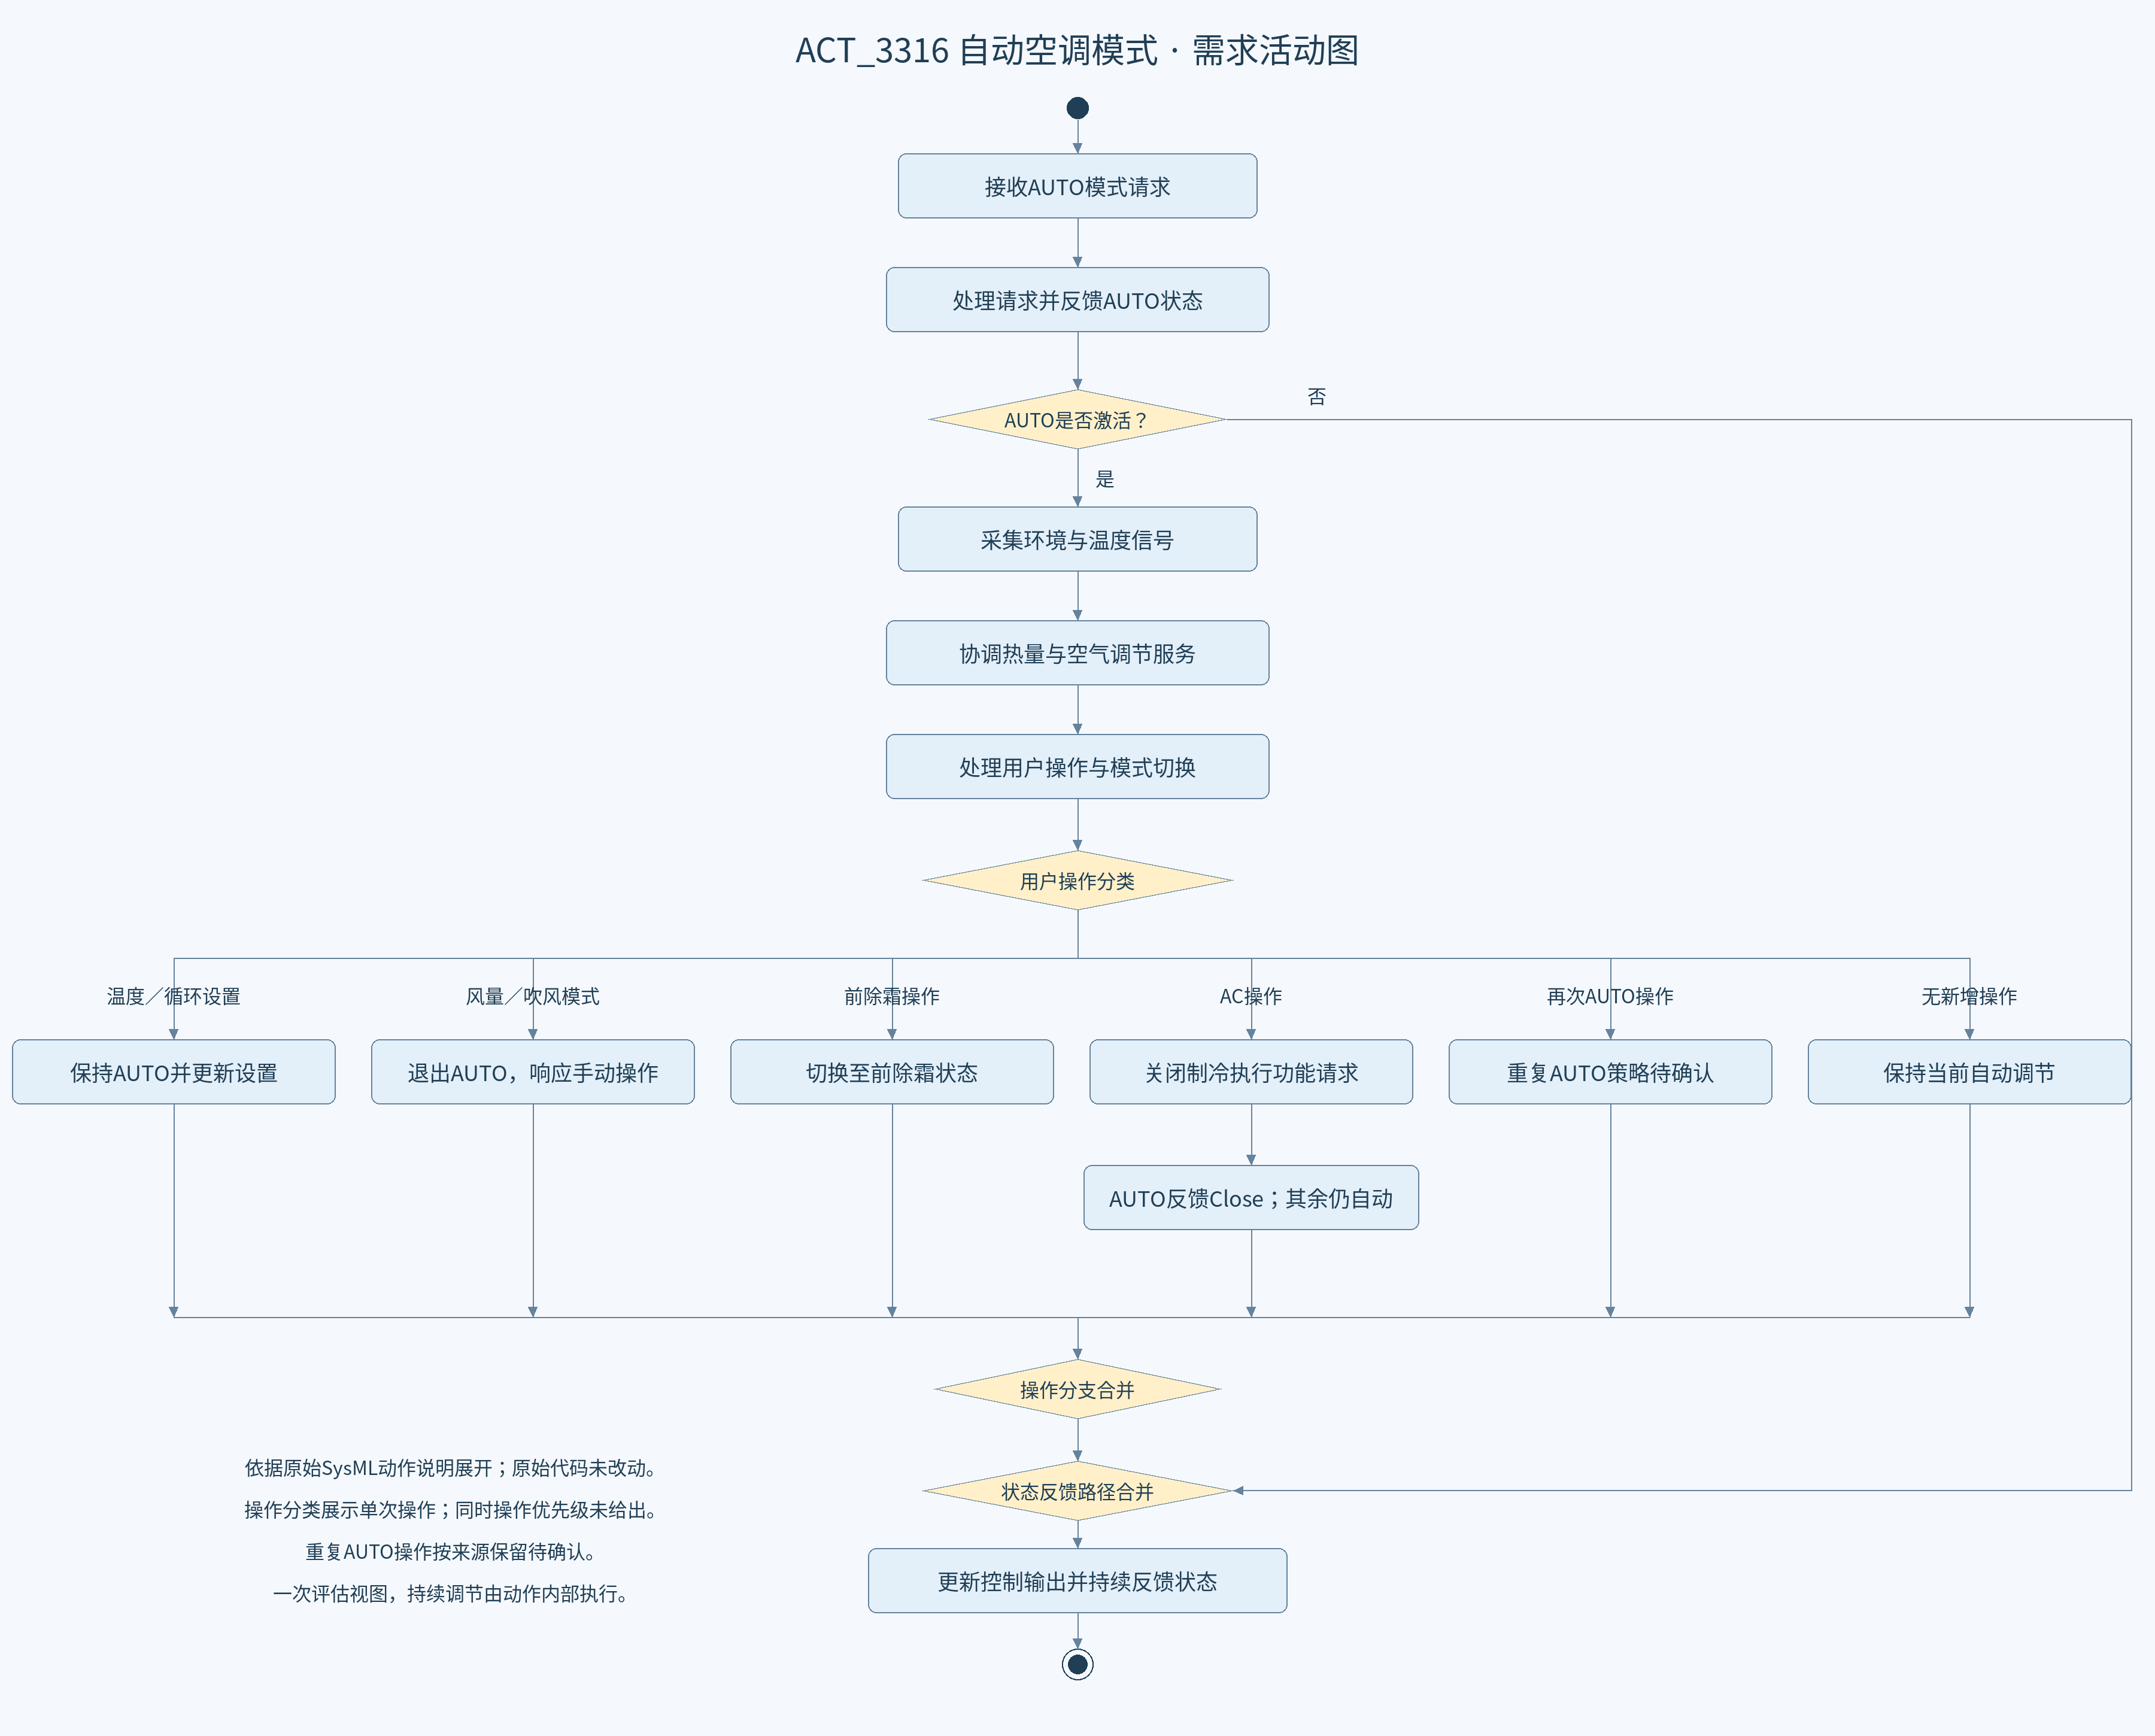 ACT_3316 自动空调模式 · 需求活动图
接收AUTO模式请求
处理请求并反馈AUTO状态
AUTO是否激活？
否
是
采集环境与温度信号
协调热量与空气调节服务
处理用户操作与模式切换
用户操作分类
温度／循环设置
风量／吹风模式
前除霜操作
AC操作
再次AUTO操作
无新增操作
保持AUTO并更新设置
退出AUTO，响应手动操作
切换至前除霜状态
关闭制冷执行功能请求
重复AUTO策略待确认
保持当前自动调节
AUTO反馈Close；其余仍自动
操作分支合并
依据原始SysML动作说明展开；原始代码未改动。
状态反馈路径合并
操作分类展示单次操作；同时操作优先级未给出。
重复AUTO操作按来源保留待确认。
更新控制输出并持续反馈状态
一次评估视图，持续调节由动作内部执行。